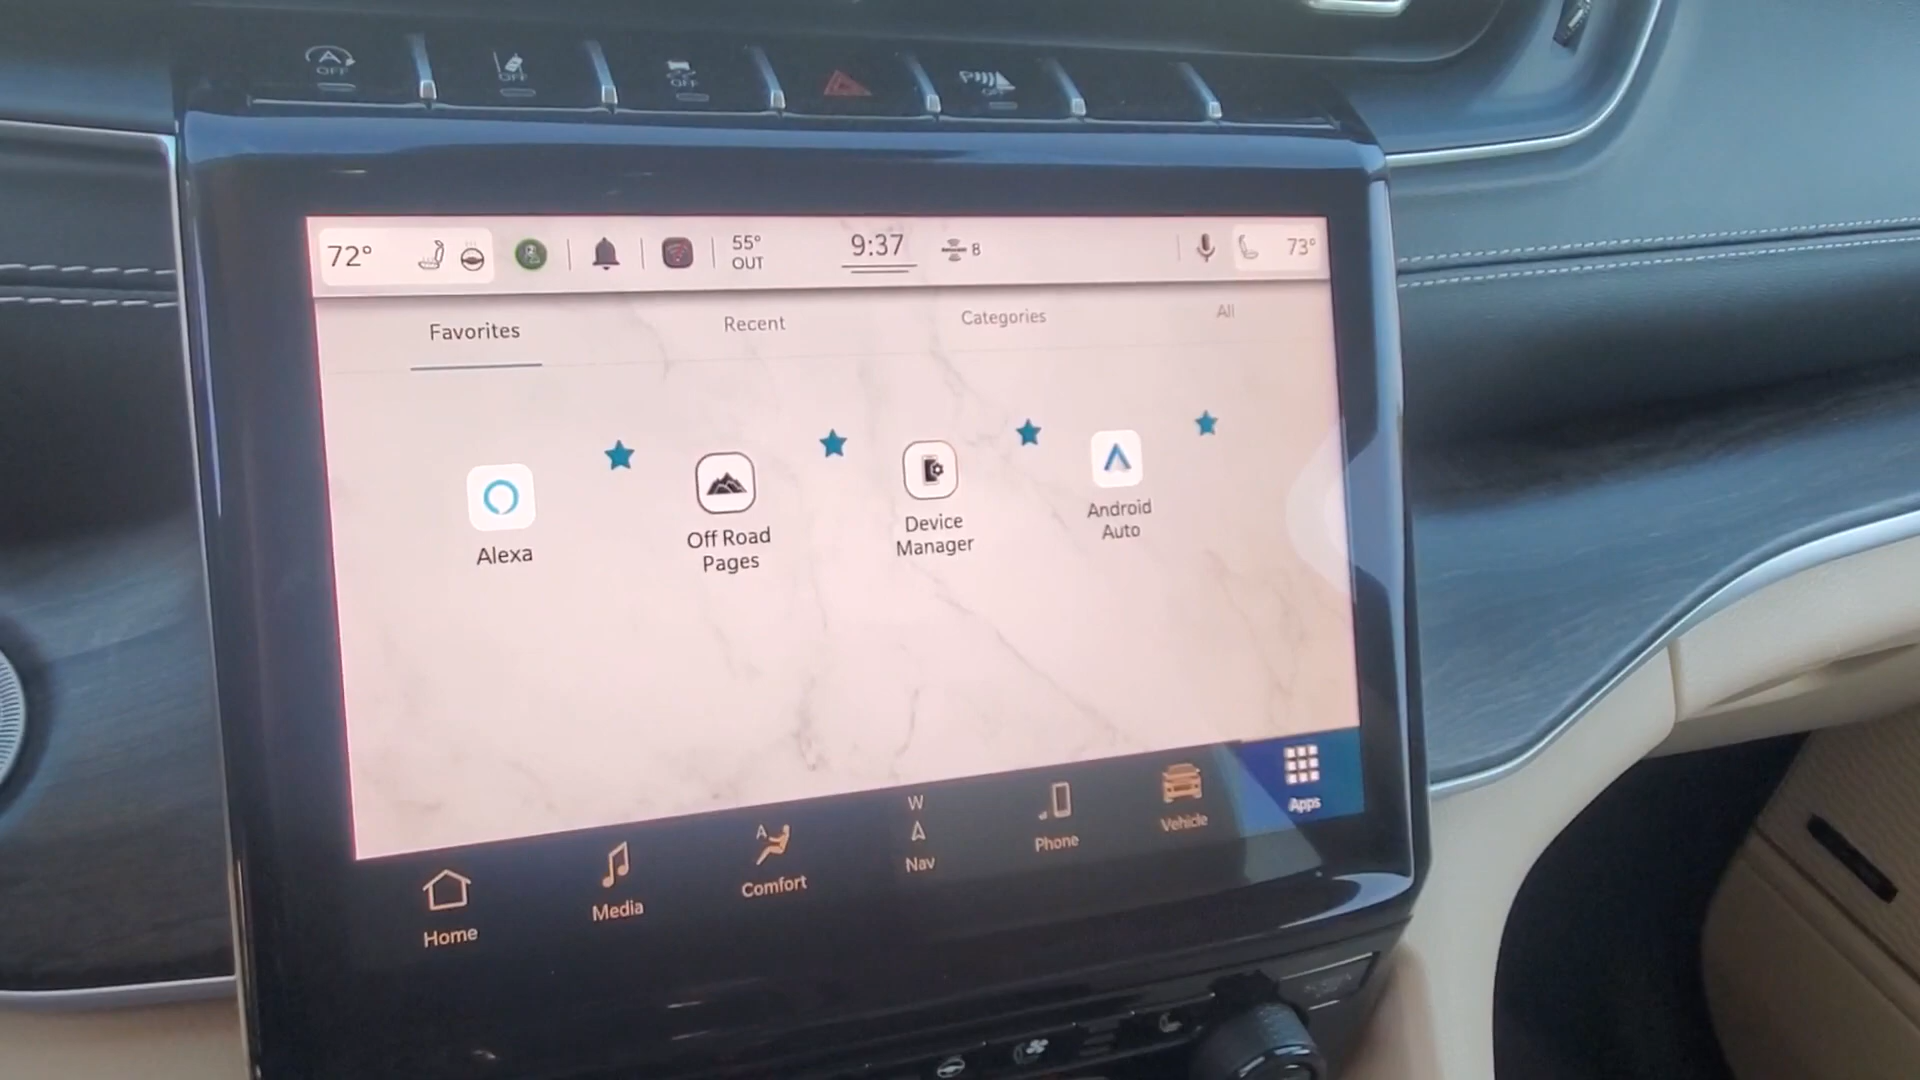 A
OFF
OFF
OFF
P
72°
55°
OUT
9:37
8
73°
Favorites
Recent
Categories
All
Alexa
Off Road
Pages
Device
Manager
Android
Auto
Home
Media
A
Comfort
W
Nav
Phone
Vehicle
Apps